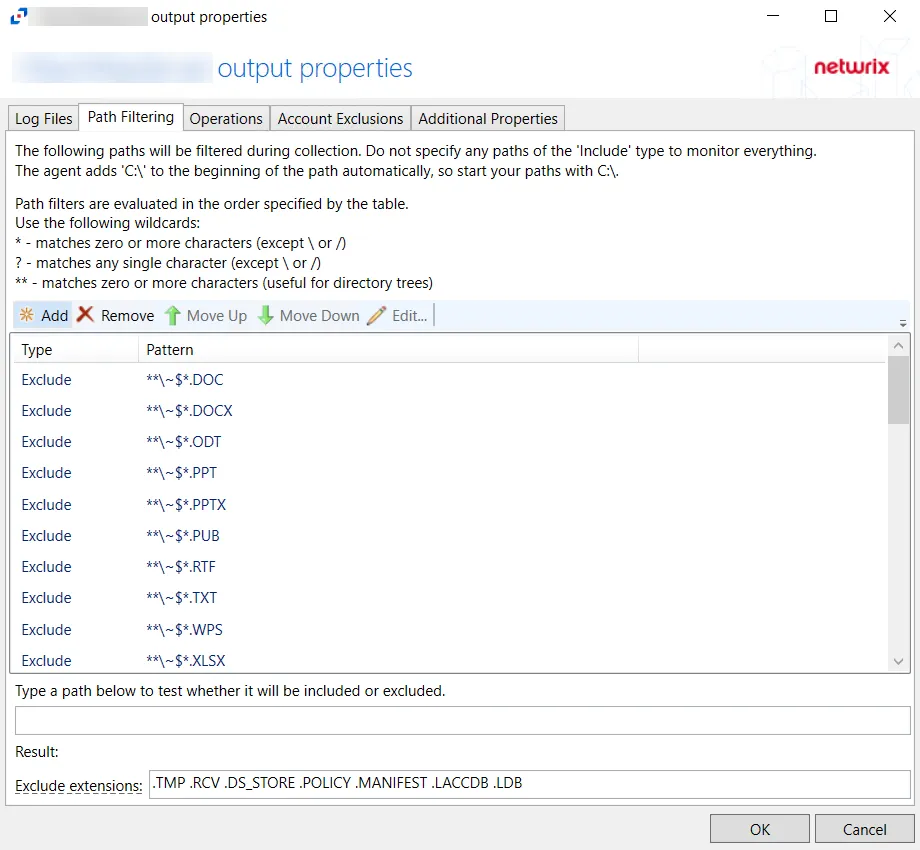 output properties
output properties
netwrix
Log Files
Path Filtering
Operations
Account Exclusions
Additional Properties
The following paths will be filtered during collection. Do not specify any paths of the 'Include' type to monitor everything.
The agent adds 'C:\' to the beginning of the path automatically, so start your paths with C:\.
Path filters are evaluated in the order specified by the table.
Use the following wildcards:
* - matches zero or more characters (except \ or /)
? - matches any single character (except \ or /)
** - matches zero or more characters (useful for directory trees)
Add Remove Move Up Move Down Edit...
Type Pattern
Exclude **\~$*.DOC
Exclude **\~$*.DOCX
Exclude **\~$*.ODT
Exclude **\~$*.PPT
Exclude **\~$*.PPTX
Exclude **\~$*.PUB
Exclude **\~$*.RTF
Exclude **\~$*.TXT
Exclude **\~$*.WPS
Exclude **\~$*.XLSX
Type a path below to test whether it will be included or excluded.
Result:
Exclude extensions: .TMP .RCV .DS_STORE .POLICY .MANIFEST .LACCDB .LDB
OK Cancel